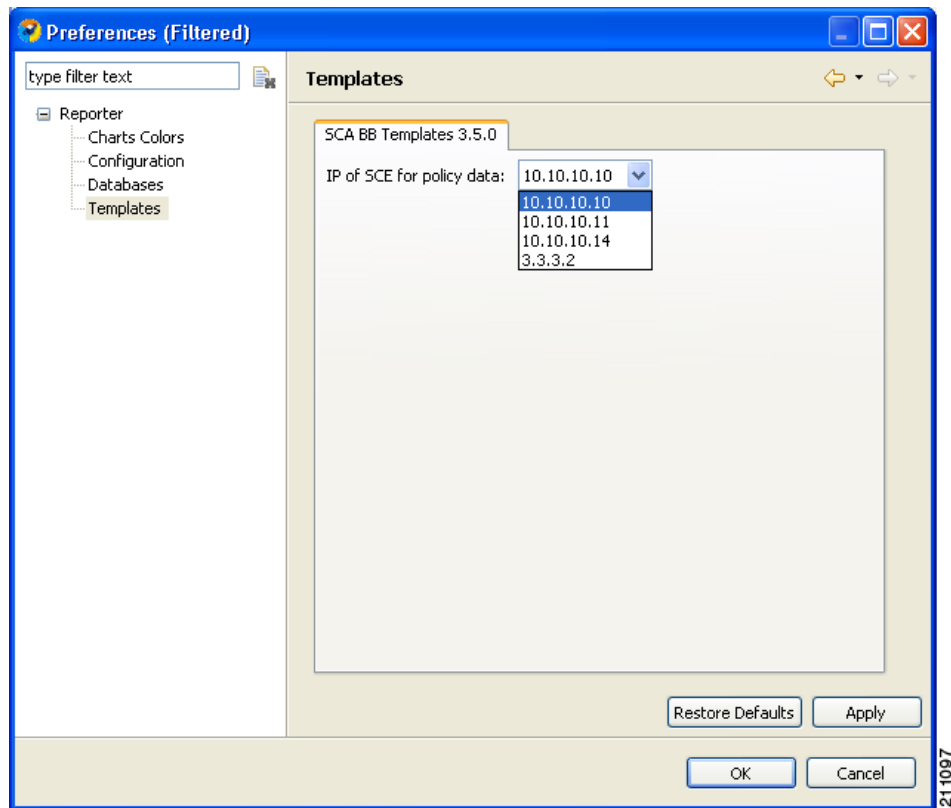 Preferences (Filtered)
type filter text
Reporter
Charts Colors
Configuration
Databases
Templates
Templates
SCA BB Templates 3.5.0
IP of SCE for policy data: 10.10.10.10
10.10.10.10
10.10.10.11
10.10.10.14
3.3.3.2
Restore Defaults Apply
OK Cancel
211097